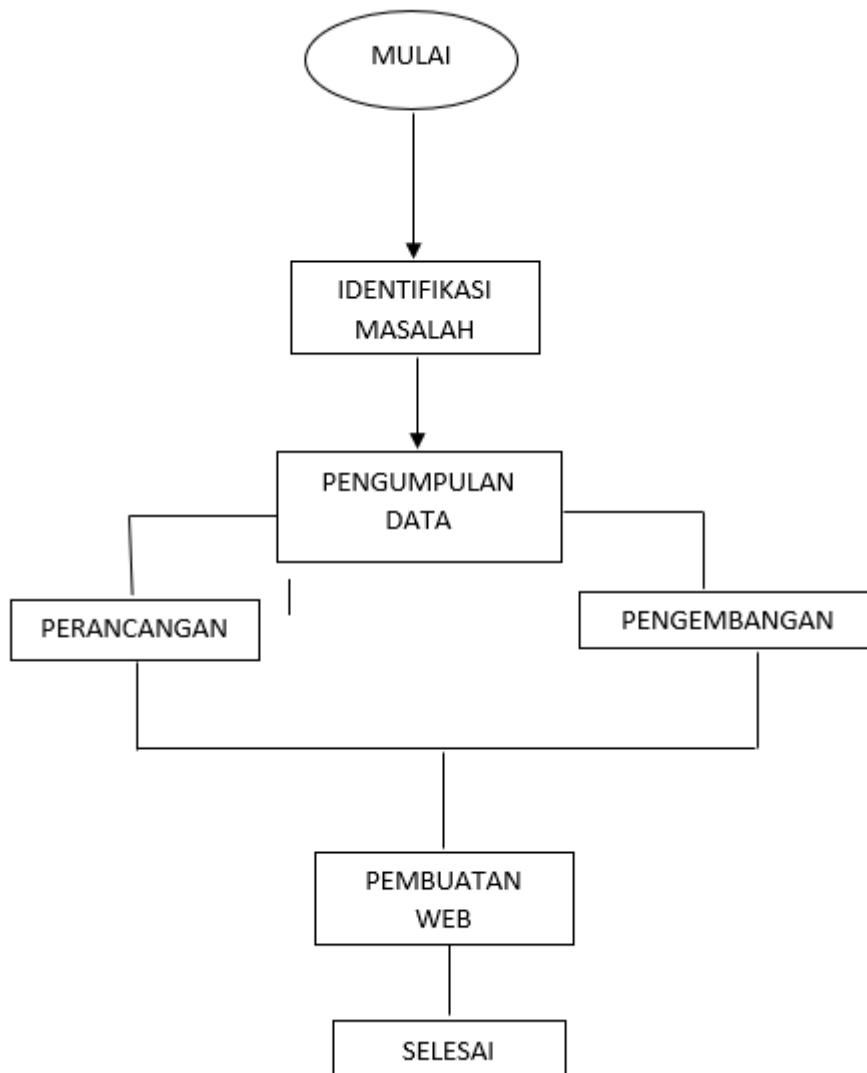 MULAI
IDENTIFIKASI
MASALAH
PENGUMPULAN
DATA
PERANCANGAN
PENGEMBANGAN
PEMBUATAN
WEB
SELESAI